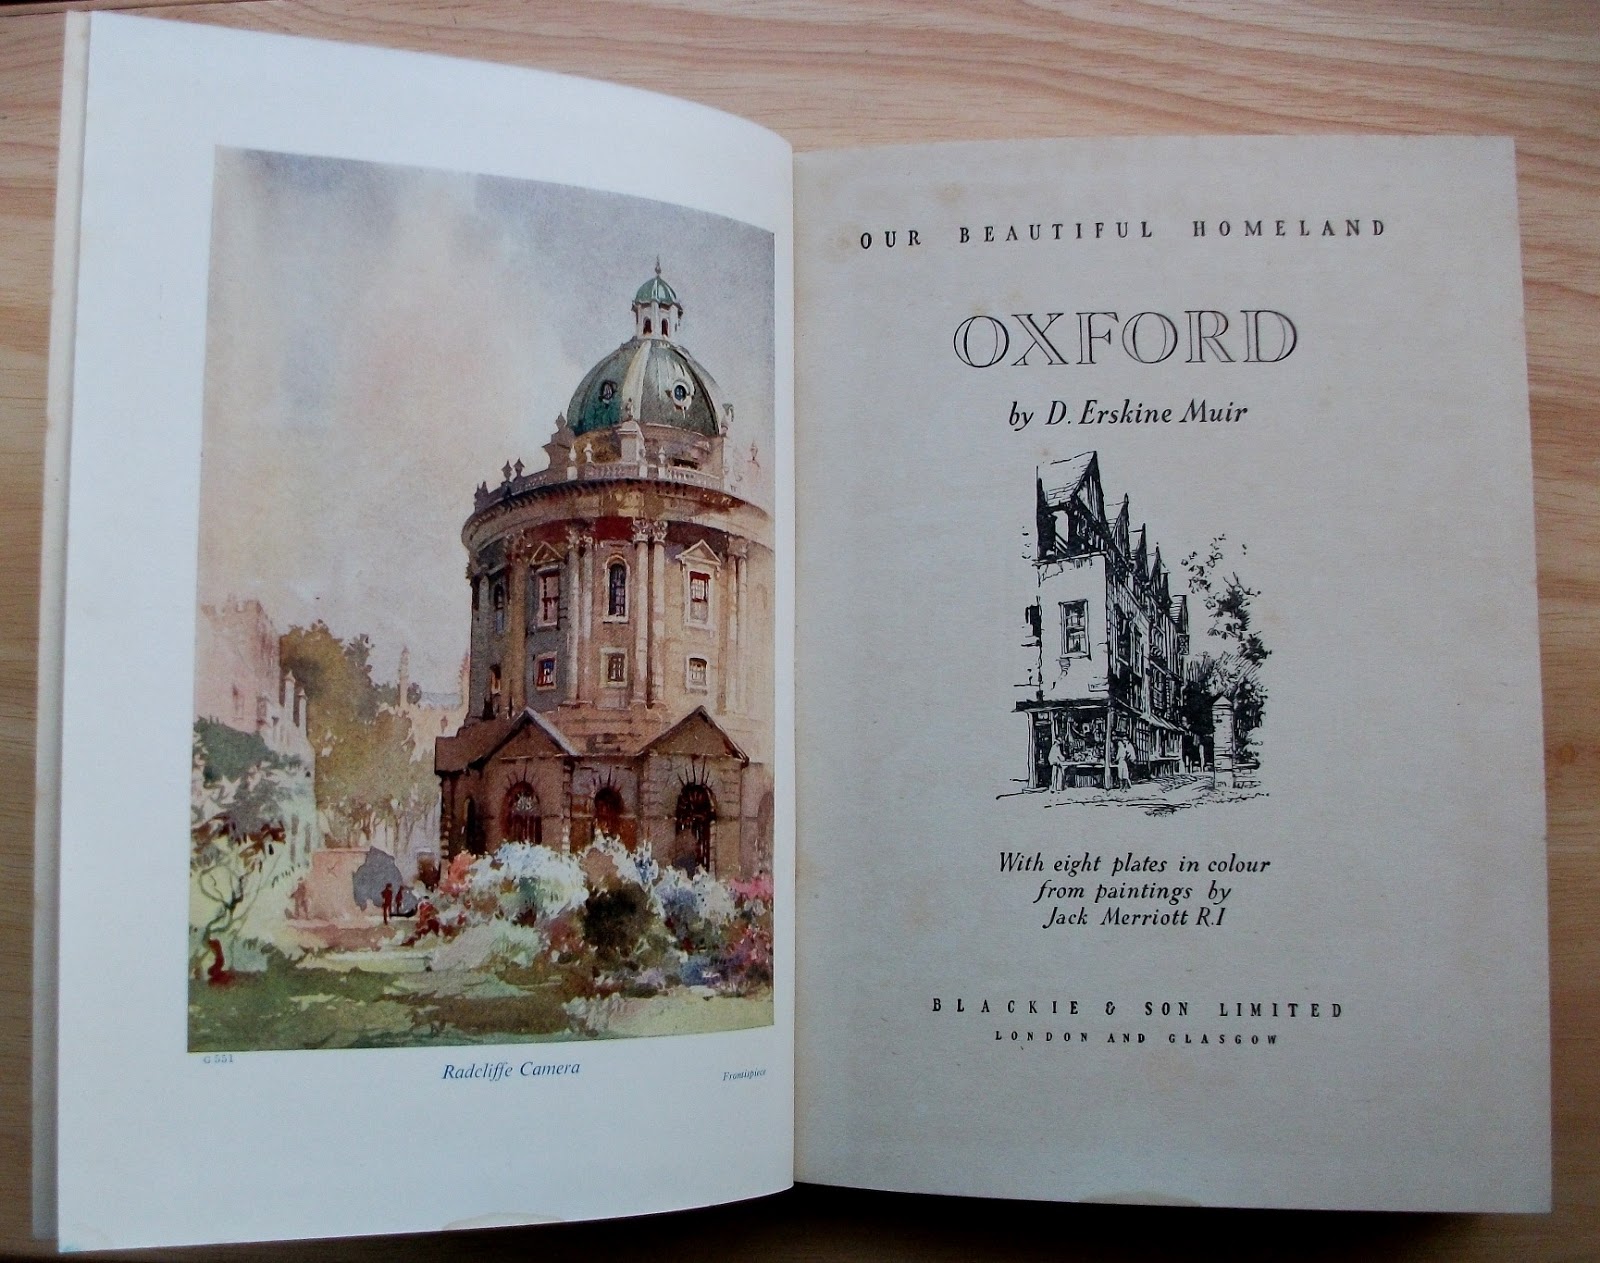 G 551
Radcliffe Camera
Frontispiece
OUR BEAUTIFUL HOMELAND
OXFORD
by D. Erskine Muir
With eight plates in colour
from paintings by
Jack Merriott R.I
BLACKIE & SON LIMITED
LONDON AND GLASGOW